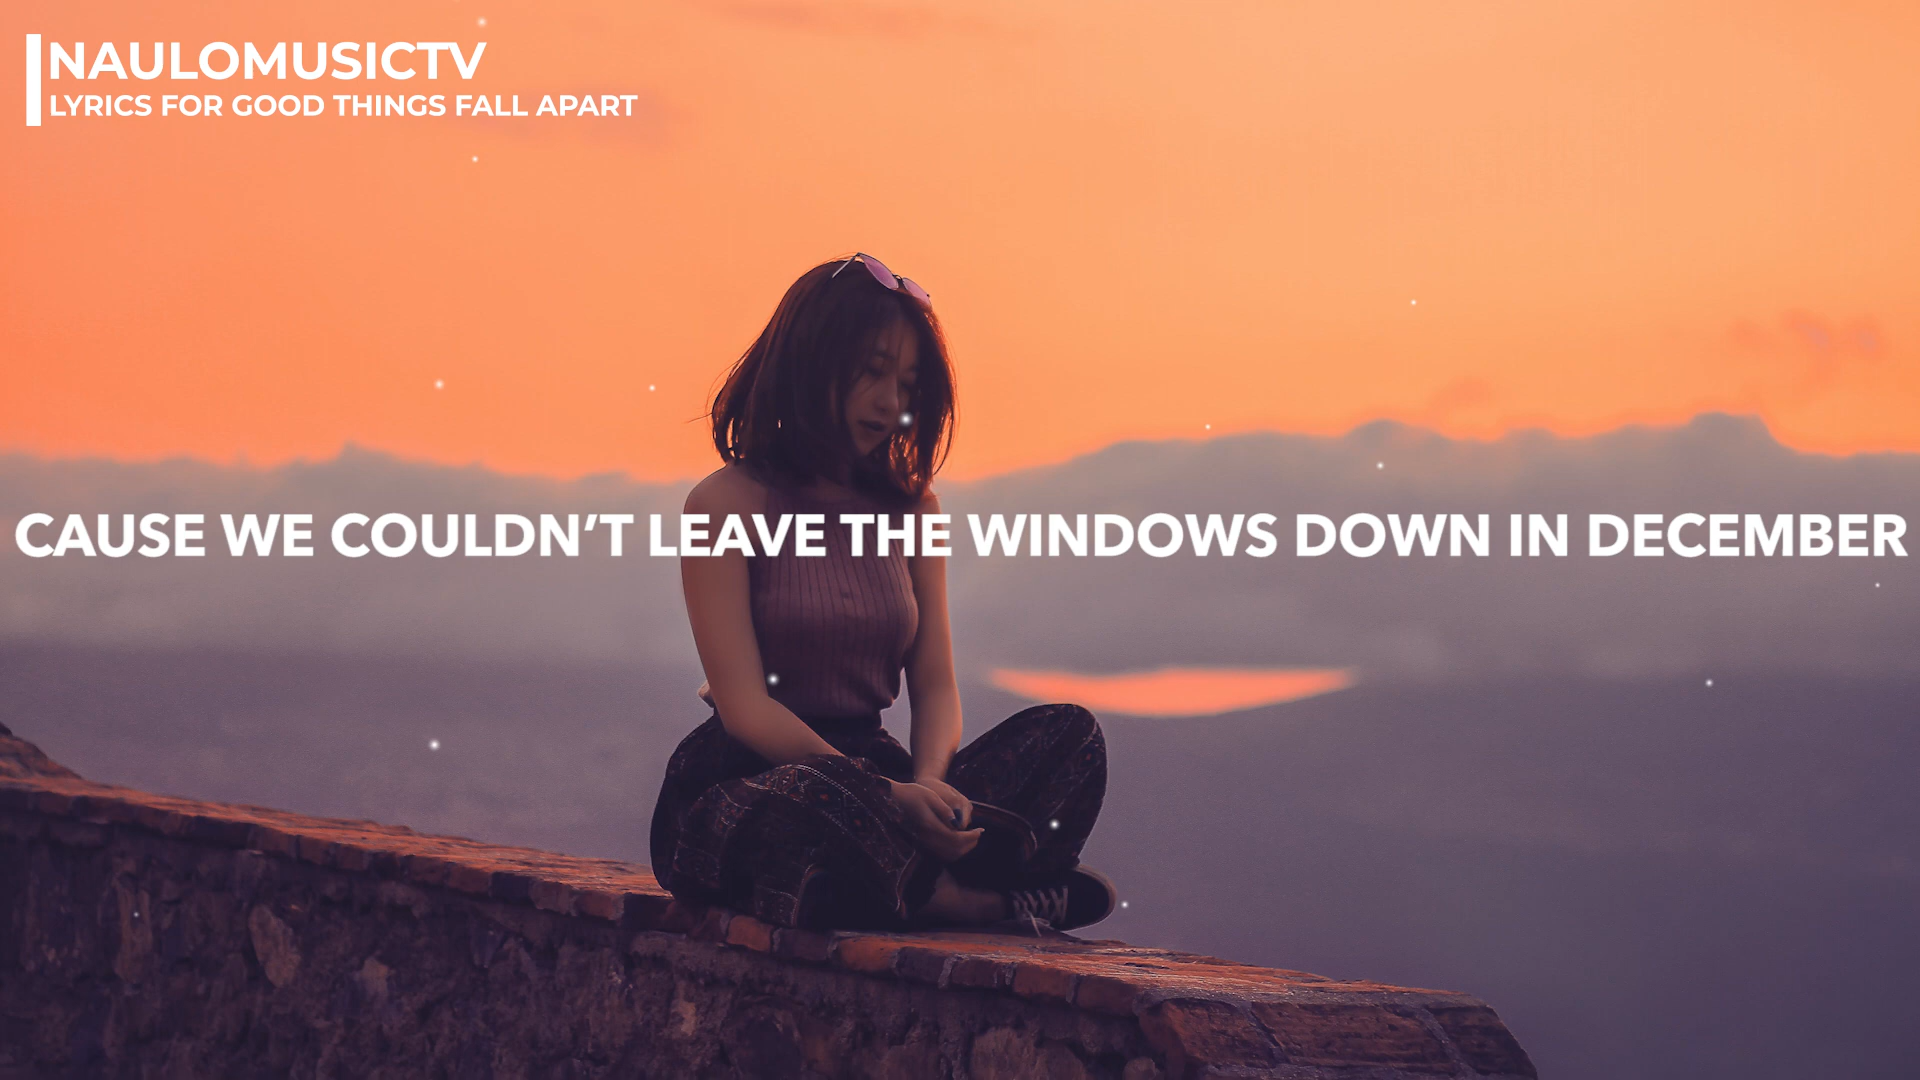 NAULOMUSICTV
LYRICS FOR GOOD THINGS FALL APART
CAUSE WE COULDN’T LEAVE THE WINDOWS DOWN IN DECEMBER